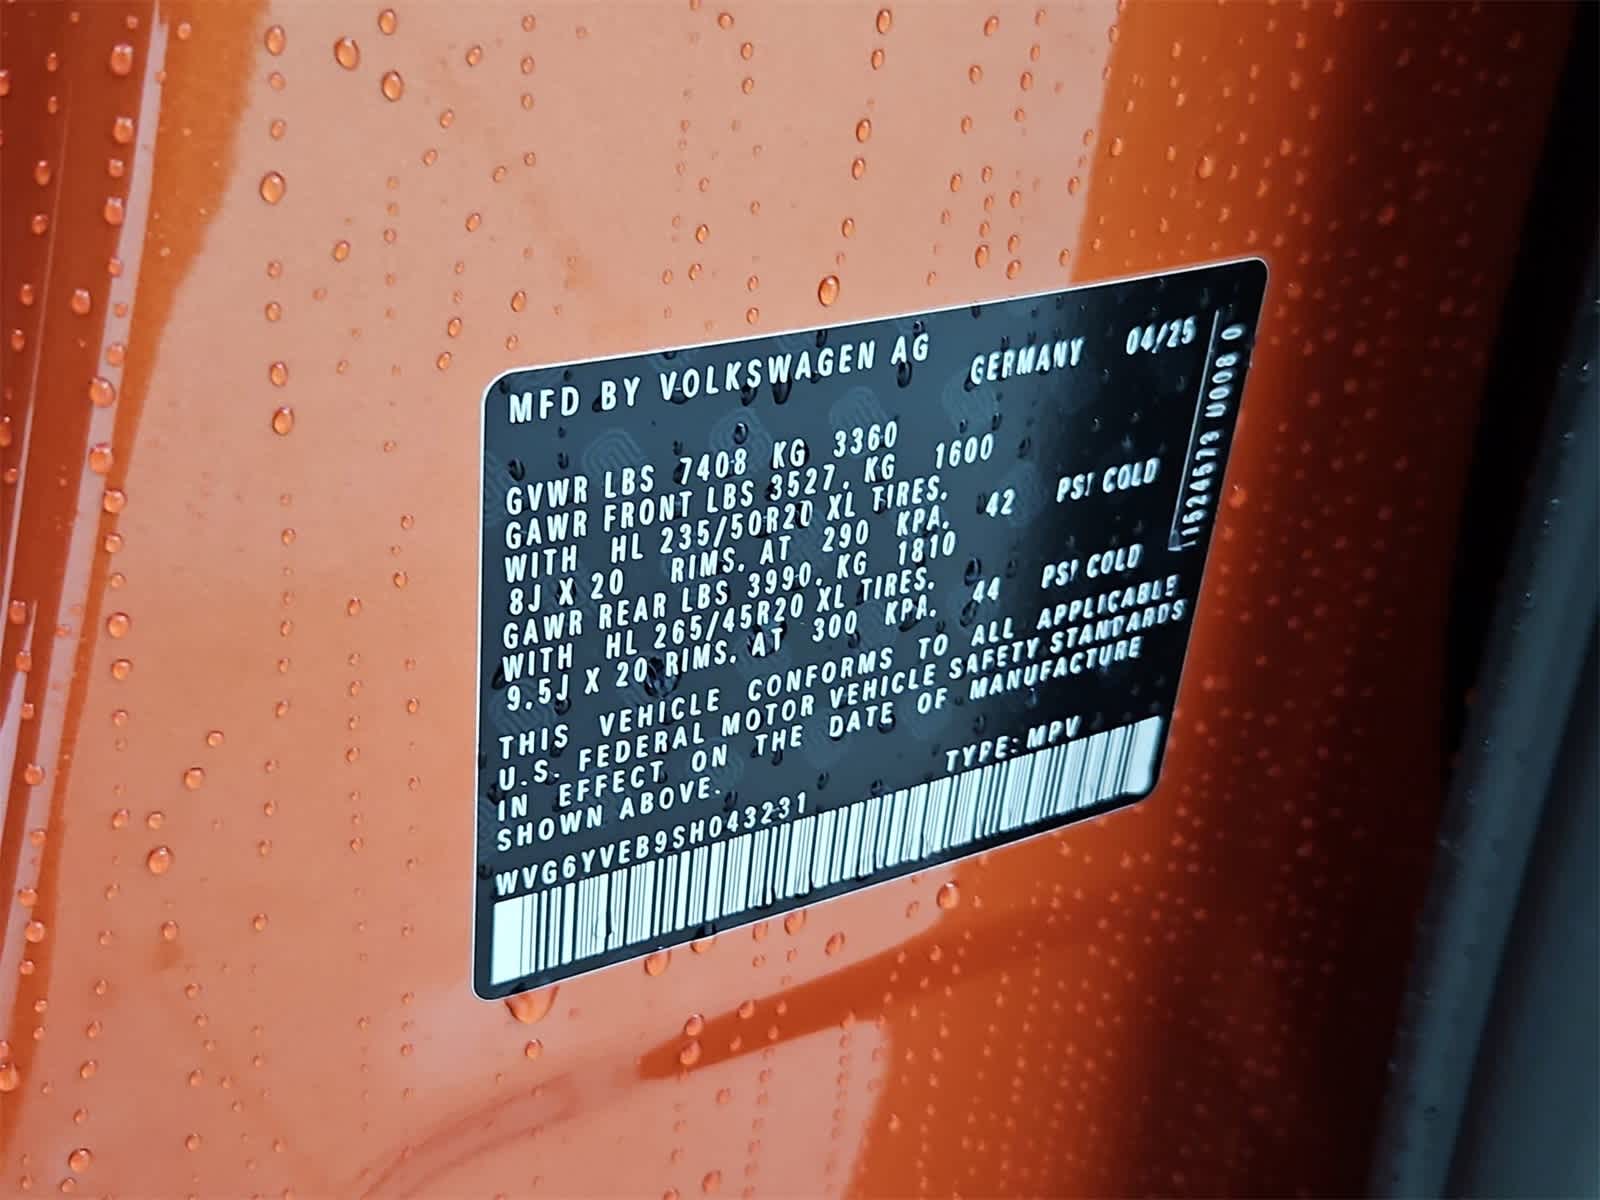 MFD BY VOLKSWAGEN AG GERMANY 04/25
GVWR LBS 7408 KG 3360
GAWR FRONT LBS 3527. KG 1600
WITH HL 235/50R20 XL TIRES.
8J X 20 RIMS. AT 290 KPA. 42 PSI COLD
GAWR REAR LBS 3990. KG 1810
WITH HL 265/45R20 XL TIRES.
9.5J X 20 RIMS. AT 300 KPA. 44 PSI COLD
THIS VEHICLE CONFORMS TO ALL APPLICABLE
U.S. FEDERAL MOTOR VEHICLE SAFETY STANDARDS
IN EFFECT ON THE DATE OF MANUFACTURE
SHOWN ABOVE.
TYPE: MPV
WVG6YVEB9SH043231
U008 0